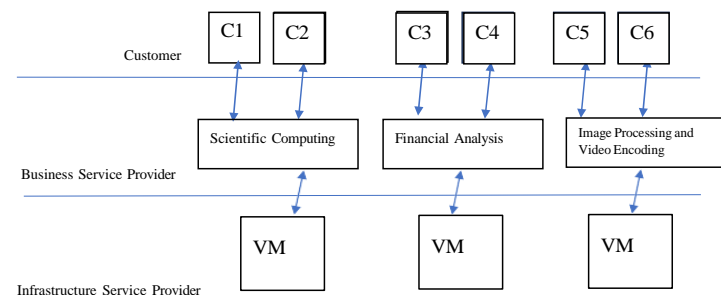 C1 C2 C3 C4 C5 C6
Customer
Scientific Computing
Financial Analysis
Image Processing and
Video Encoding
Business Service Provider
VM VM VM
Infrastructure Service Provider